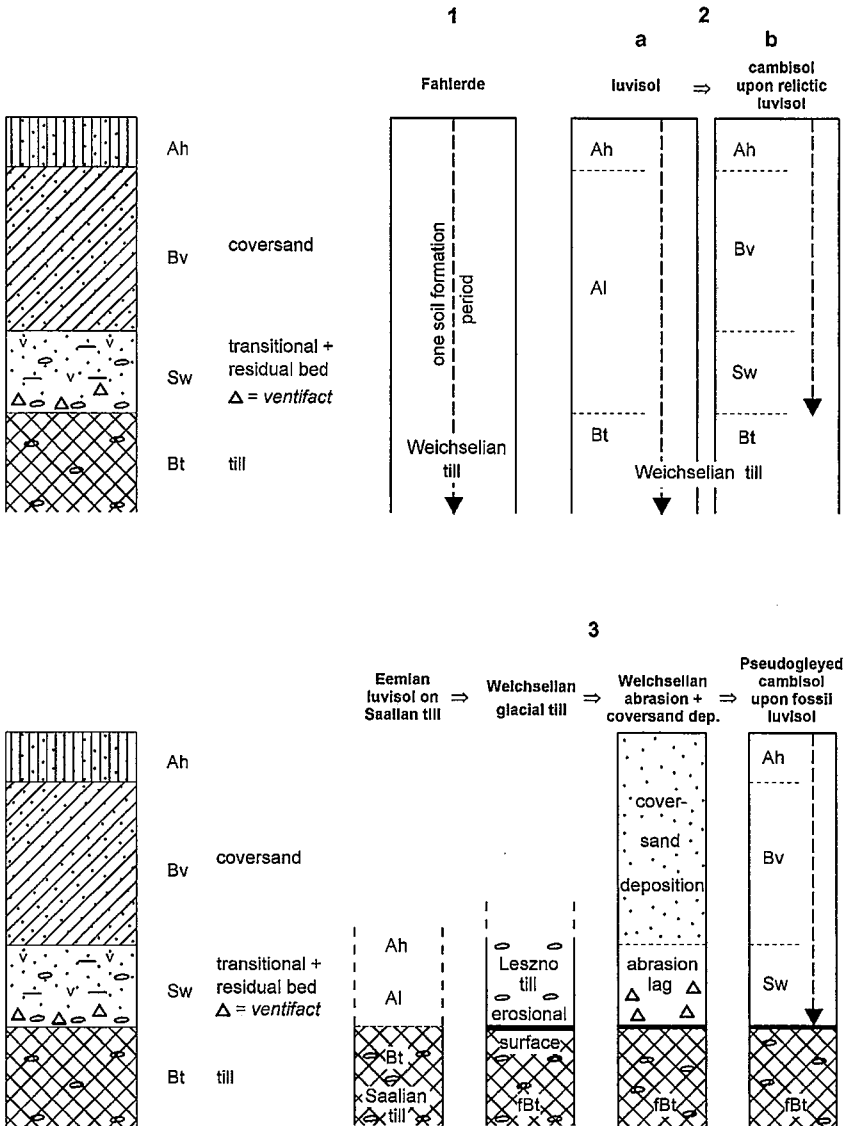 1
2
a
b
Fahlerde
luvisol
⇒
cambisol
upon relictic
luvisol
Ah
Bv
coversand
Sw
transitional +
residual bed
Δ = ventifact
Bt
till
one soil formation
period
Weichselian
till
Ah
Al
Bt
Ah
Bv
Sw
Bt
Weichselian till
3
Eemian
luvisol on
Saalian till
⇒
Weichselian
glacial till
⇒
Weichselian
abrasion +
coversand dep.
⇒
Pseudogleyed
cambisol
upon fossil
luvisol
Ah
Bv
coversand
Sw
transitional +
residual bed
Δ = ventifact
Bt
till
Ah
Al
Bt
Saalian
till
Leszno
till
erosional
surface
fBt
cover-
sand
deposition
abrasion
lag
fBt
Ah
Bv
Sw
fBt